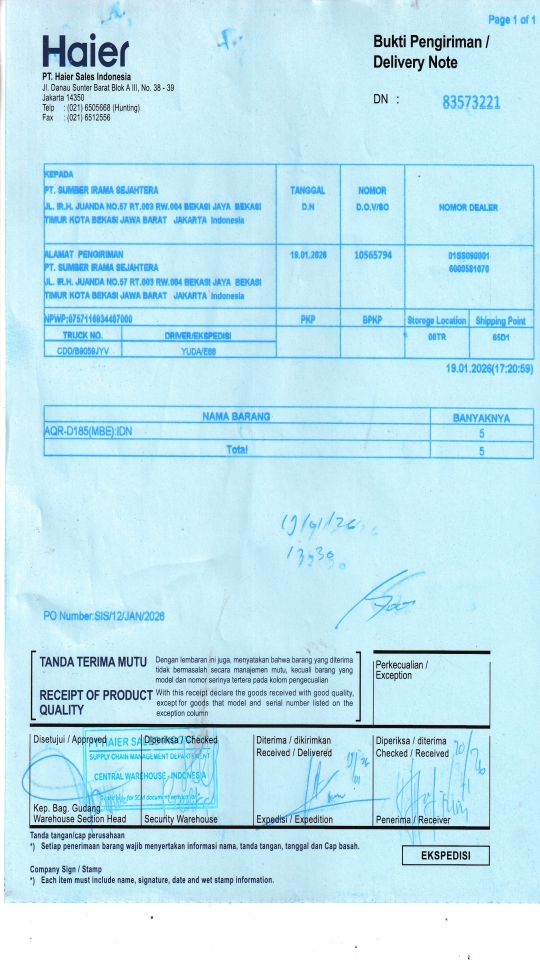 Page 1 of 1
Haier
Bukti Pengiriman /
Delivery Note
PT. Haier Sales Indonesia
Jl. Danau Sunter Barat Blok A III, No. 38 - 39
Jakarta 14350
Telp : (021) 6505668 (Hunting)
Fax : (021) 6512556
DN : 83573221
KEPADA
PT. SUMBER IRAMA SEJAHTERA
JL. IR.H. JUANDA NO.57 RT.003 RW.004 BEKASI JAYA BEKASI
TIMUR KOTA BEKASI JAWA BARAT JAKARTA Indonesia
TANGGAL
D.N
NOMOR
D.O.V/SO
NOMOR DEALER
ALAMAT PENGIRIMAN
PT. SUMBER IRAMA SEJAHTERA
JL. IR.H. JUANDA NO.57 RT.003 RW.004 BEKASI JAYA BEKASI
TIMUR KOTA BEKASI JAWA BARAT JAKARTA Indonesia
19.01.2026
10565794
NPWP:
PKP
BPKP
Storege Location
Shipping Point
TRUCK NO.
DRIVER/EKSPEDISI
00TR
65D1
YUDA/E66
19.01.2026(17:20:59)
NAMA BARANG
BANYAKNYA
AQR-D185(MBE):IDN
5
Total
5
PO Number:SIS/12/JAN/2026
TANDA TERIMA MUTU
Dengan lembaran ini juga, menyatakan bahwa barang yang diterima
tidak bermasalah secara manajemen mutu, kecuali barang yang
model dan nomor serinya tertera pada kolom pengecualian
RECEIPT OF PRODUCT
QUALITY
With this receipt declare the goods received with good quality,
except for goods that model and serial number listed on the
exception column
Perkecualian /
Exception
Disetujui / Approved
Diperiksa / Checked
Diterima / dikirimkan
Received / Delivered
Diperiksa / diterima
Checked / Received
SUPPLY CHAIN MANAGEMENT DEPARTMENT
CENTRAL WAREHOUSE - INDONESIA
Kep. Bag. Gudang
Warehouse Section Head
Security Warehouse
Expedisi / Expedition
Penerima / Receiver
Tanda tangan/cap perusahaan
*) Setiap penerimaan barang wajib menyertakan informasi nama, tanda tangan, tanggal dan Cap basah.
EKSPEDISI
Company Sign / Stamp
*) Each item must include name, signature, date and wet stamp information.